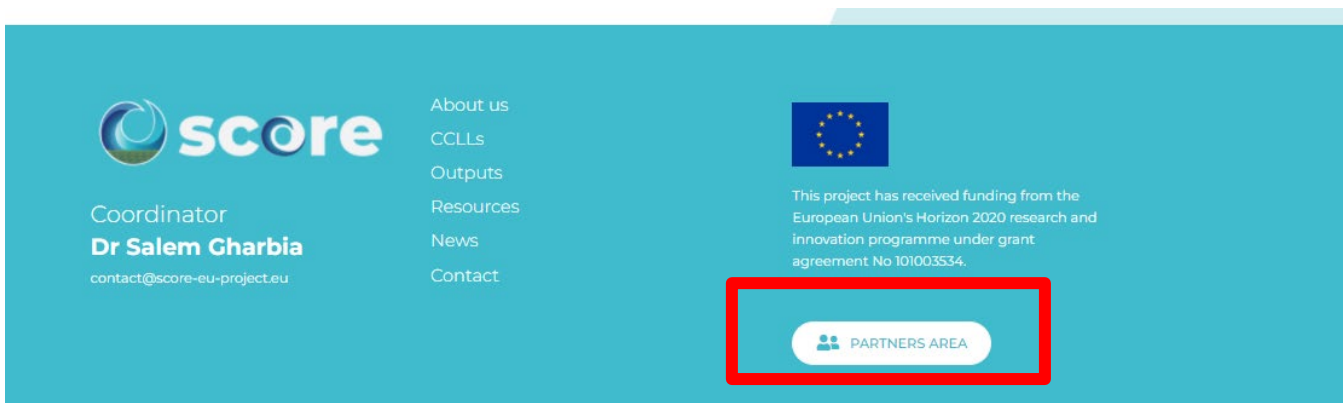 score
Coordinator
Dr Salem Gharbia
contact@score-eu-project.eu
About us
CCLLs
Outputs
Resources
News
Contact
This project has received funding from the
European Union's Horizon 2020 research and
innovation programme under grant
agreement No 101003534.
PARTNERS AREA